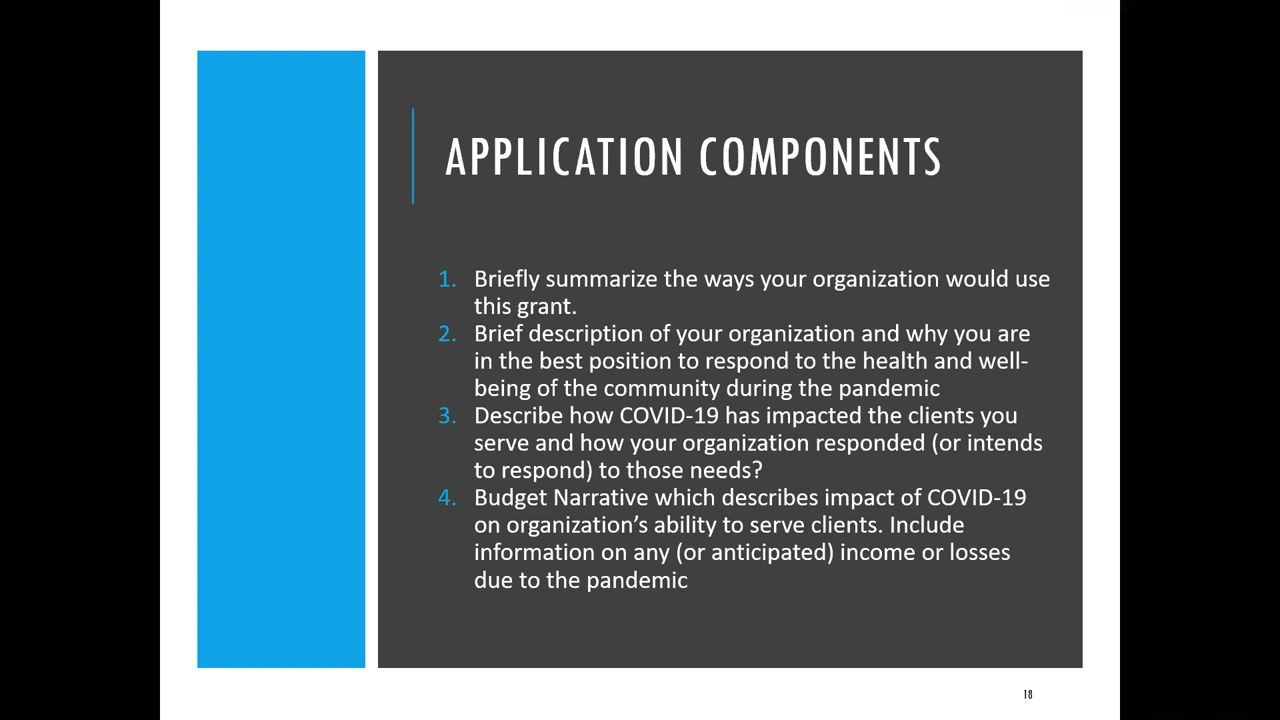 APPLICATION COMPONENTS
1. Briefly summarize the ways your organization would use
this grant.
2. Brief description of your organization and why you are
in the best position to respond to the health and well-
being of the community during the pandemic
3. Describe how COVID-19 has impacted the clients you
serve and how your organization responded (or intends
to respond) to those needs?
4. Budget Narrative which describes impact of COVID-19
on organization’s ability to serve clients. Include
information on any (or anticipated) income or losses
due to the pandemic
18